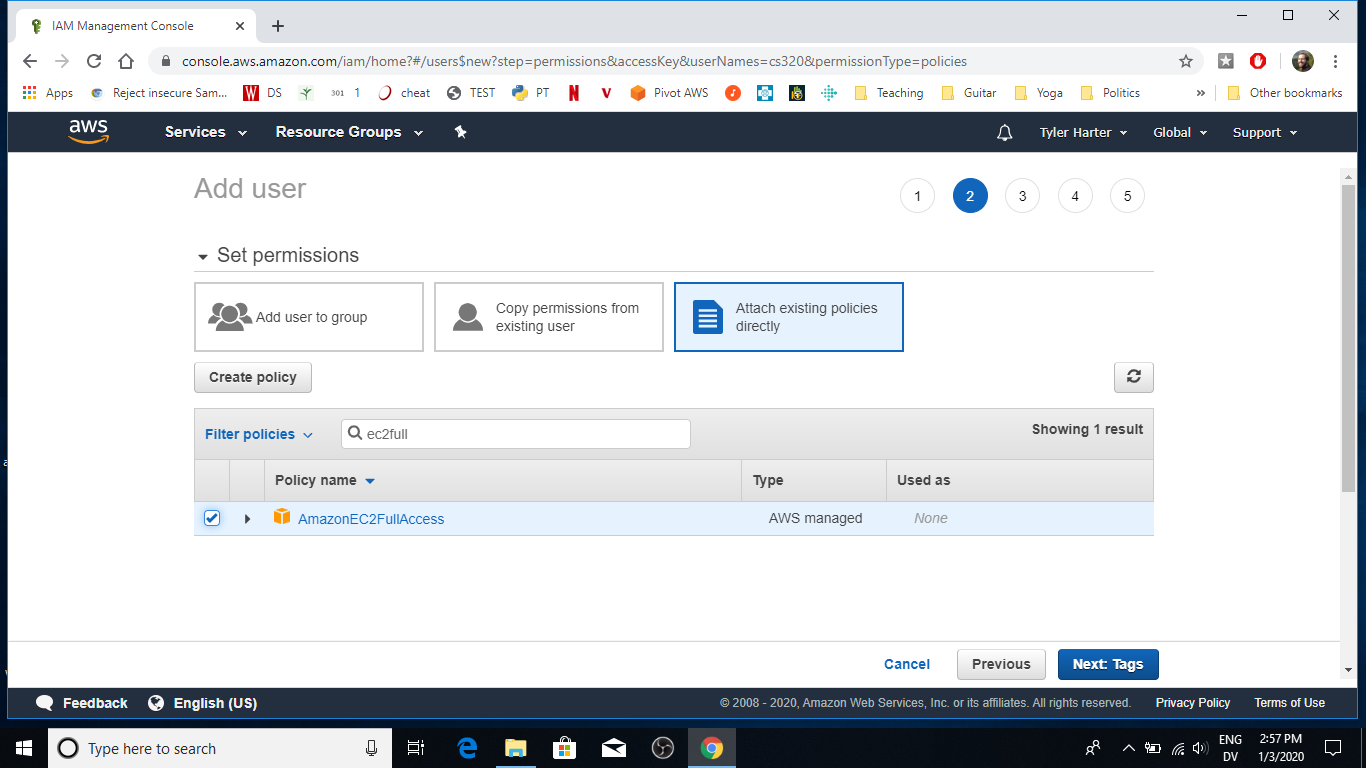 IAM Management Console
console.aws.amazon.com/iam/home?#/users$new?step=permissions&accessKey&userNames=cs320&permissionType=policies
Apps Reject insecure Sam... DS 301 1 cheat TEST PT Pivot AWS Teaching Guitar Yoga Politics » Other bookmarks
aws Services Resource Groups Tyler Harter Global Support
Add user 1 2 3 4 5
Set permissions
Add user to group
Copy permissions from
existing user
Attach existing policies
directly
Create policy
Filter policies ec2full Showing 1 result
Policy name Type Used as
AmazonEC2FullAccess AWS managed None
Cancel Previous Next: Tags
Feedback English (US) © 2008 - 2020, Amazon Web Services, Inc. or its affiliates. All rights reserved. Privacy Policy Terms of Use
Type here to search
ENG
DV
2:57 PM
1/3/2020